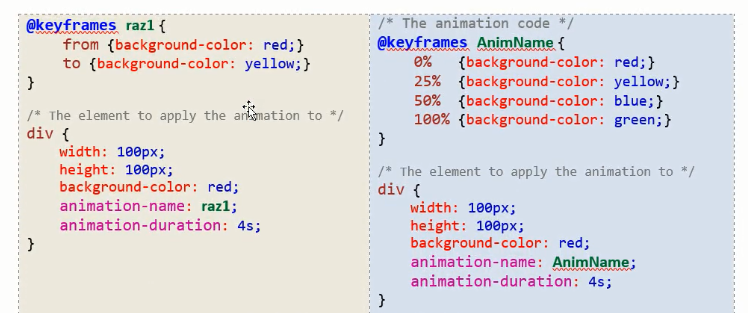 @keyframes raz1 {
from {background-color: red;}
to {background-color: yellow;}
}
/* The element to apply the animation to */
div {
width: 100px;
height: 100px;
background-color: red;
animation-name: raz1;
animation-duration: 4s;
}
/* The animation code */
@keyframes AnimName {
0% {background-color: red;}
25% {background-color: yellow;}
50% {background-color: blue;}
100% {background-color: green;}
}
/* The element to apply the animation to */
div {
width: 100px;
height: 100px;
background-color: red;
animation-name: AnimName;
animation-duration: 4s;
}